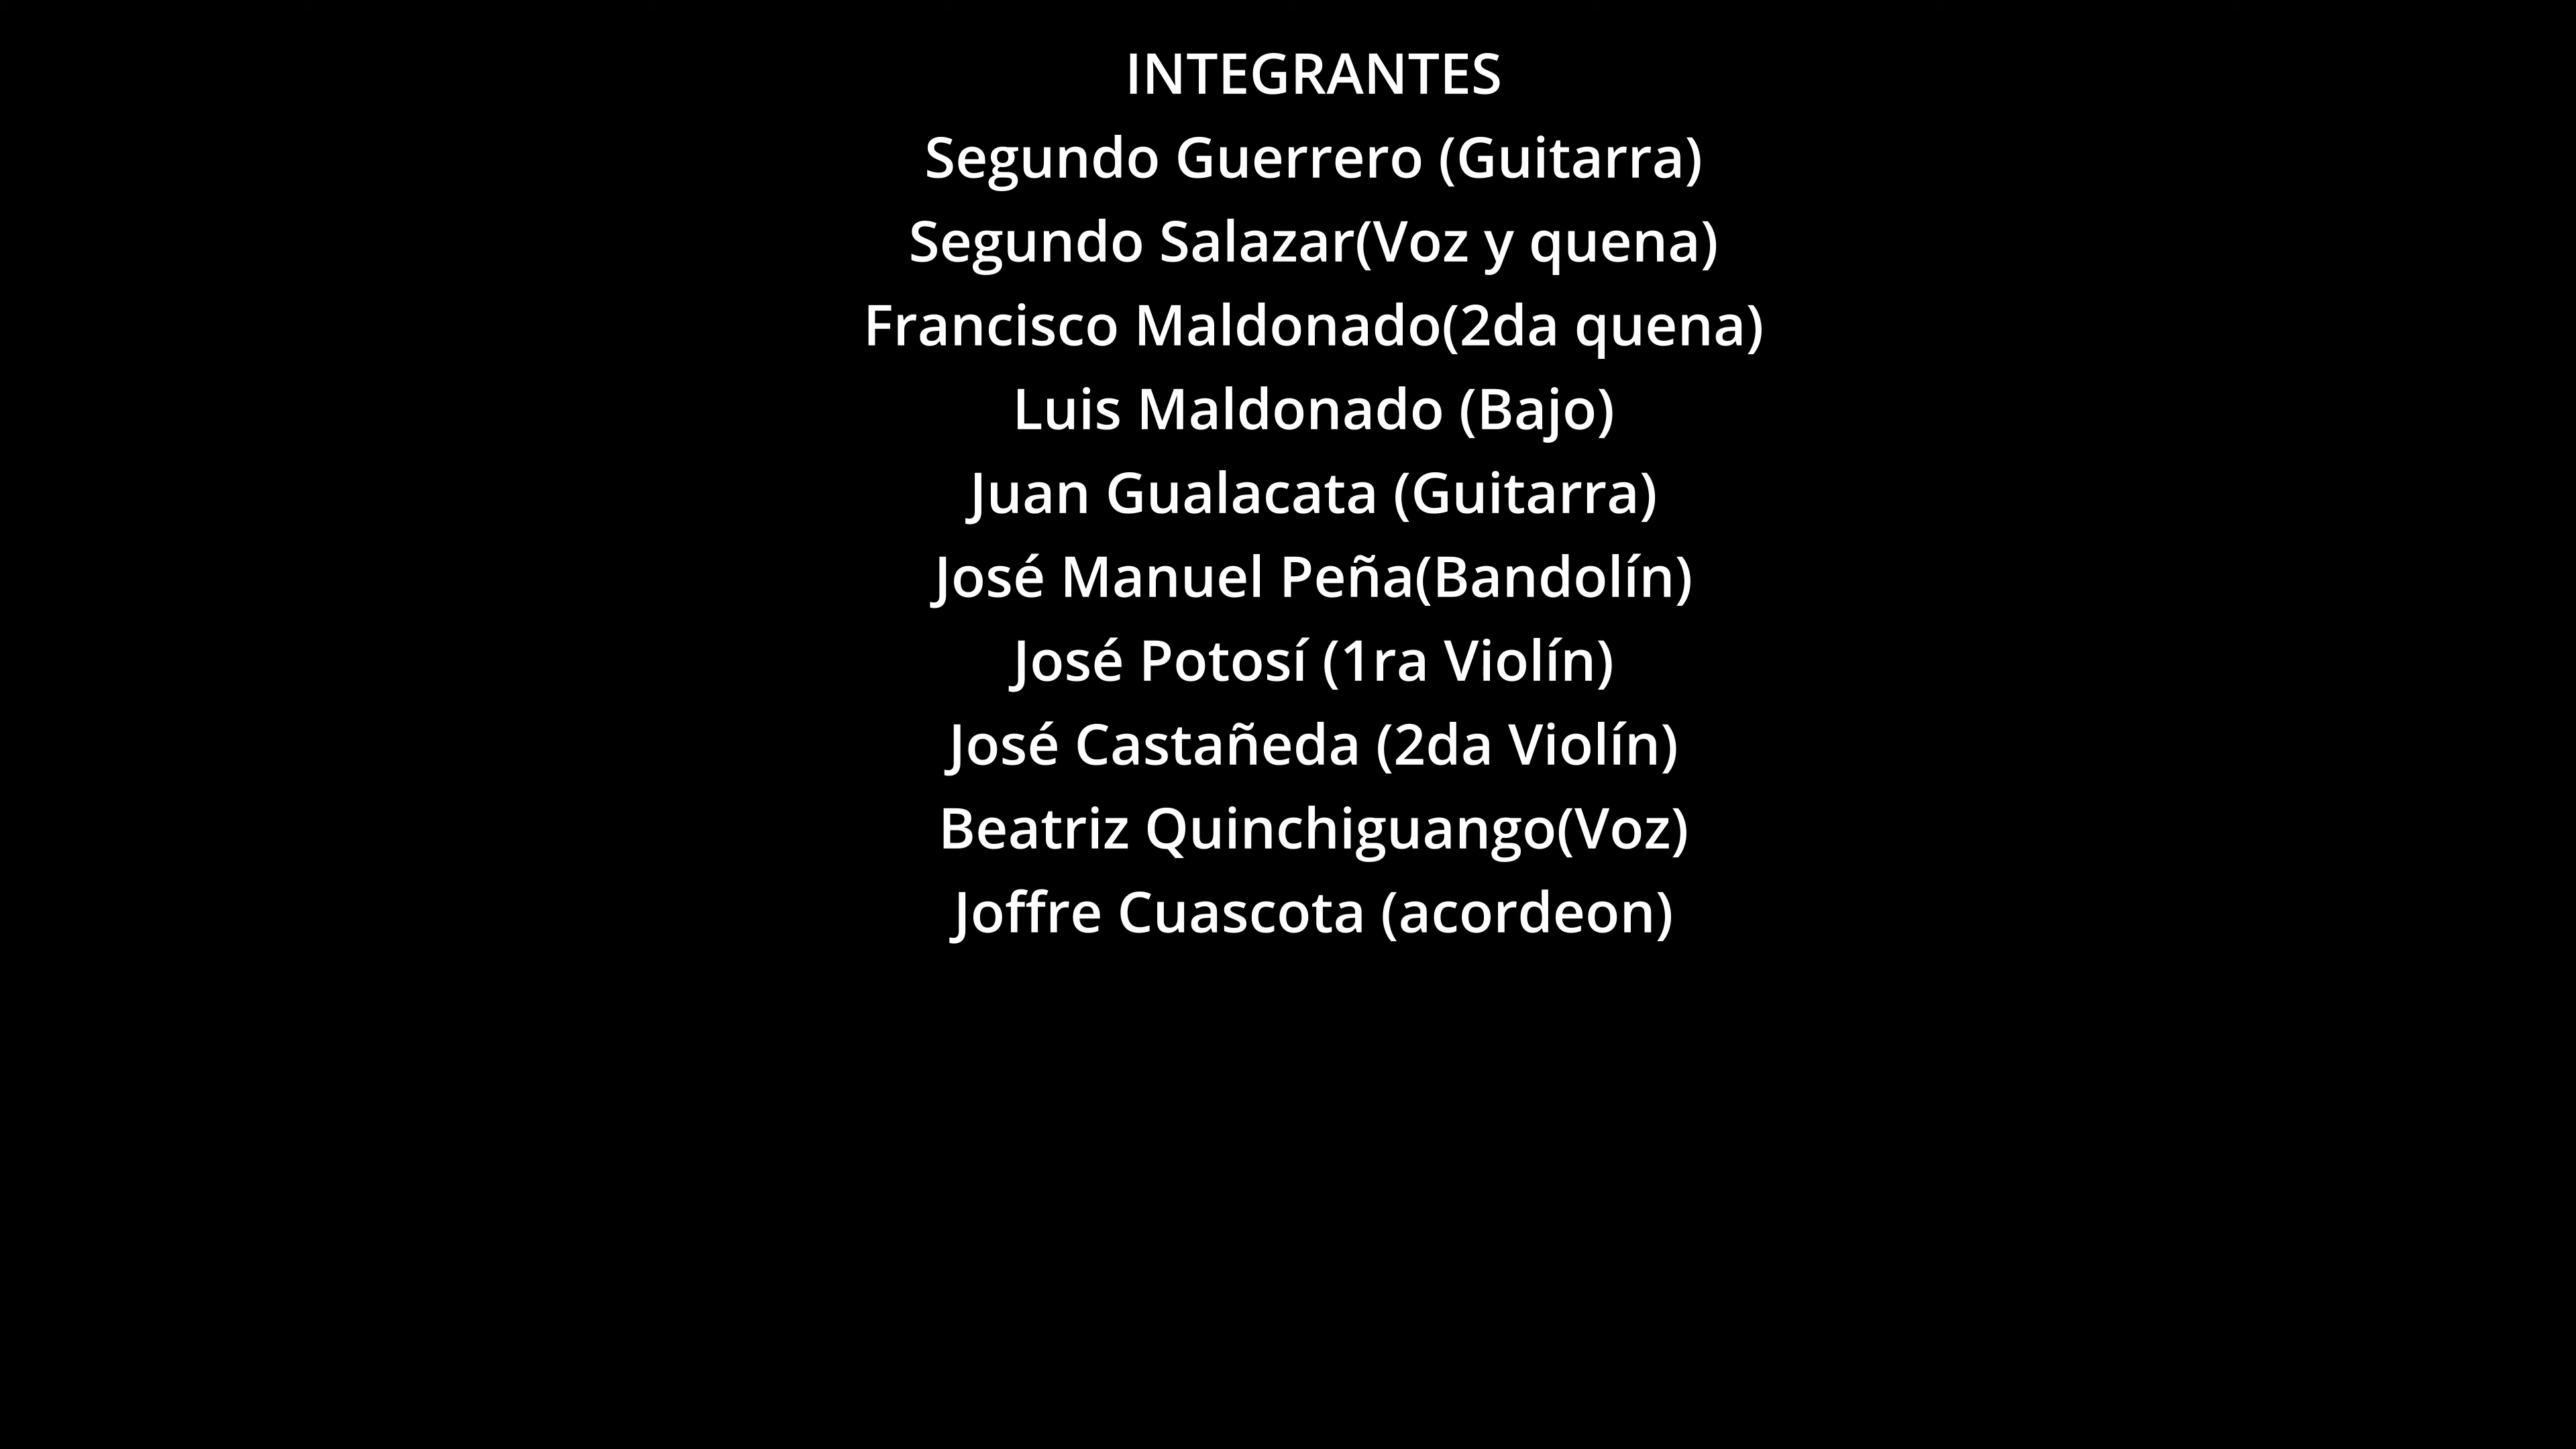 INTEGRANTES
Segundo Guerrero (Guitarra)
Segundo Salazar(Voz y quena)
Francisco Maldonado(2da quena)
Luis Maldonado (Bajo)
Juan Gualacata (Guitarra)
José Manuel Peña(Bandolín)
José Potosí (1ra Violín)
José Castañeda (2da Violín)
Beatriz Quinchiguango(Voz)
Joffre Cuascota (acordeon)